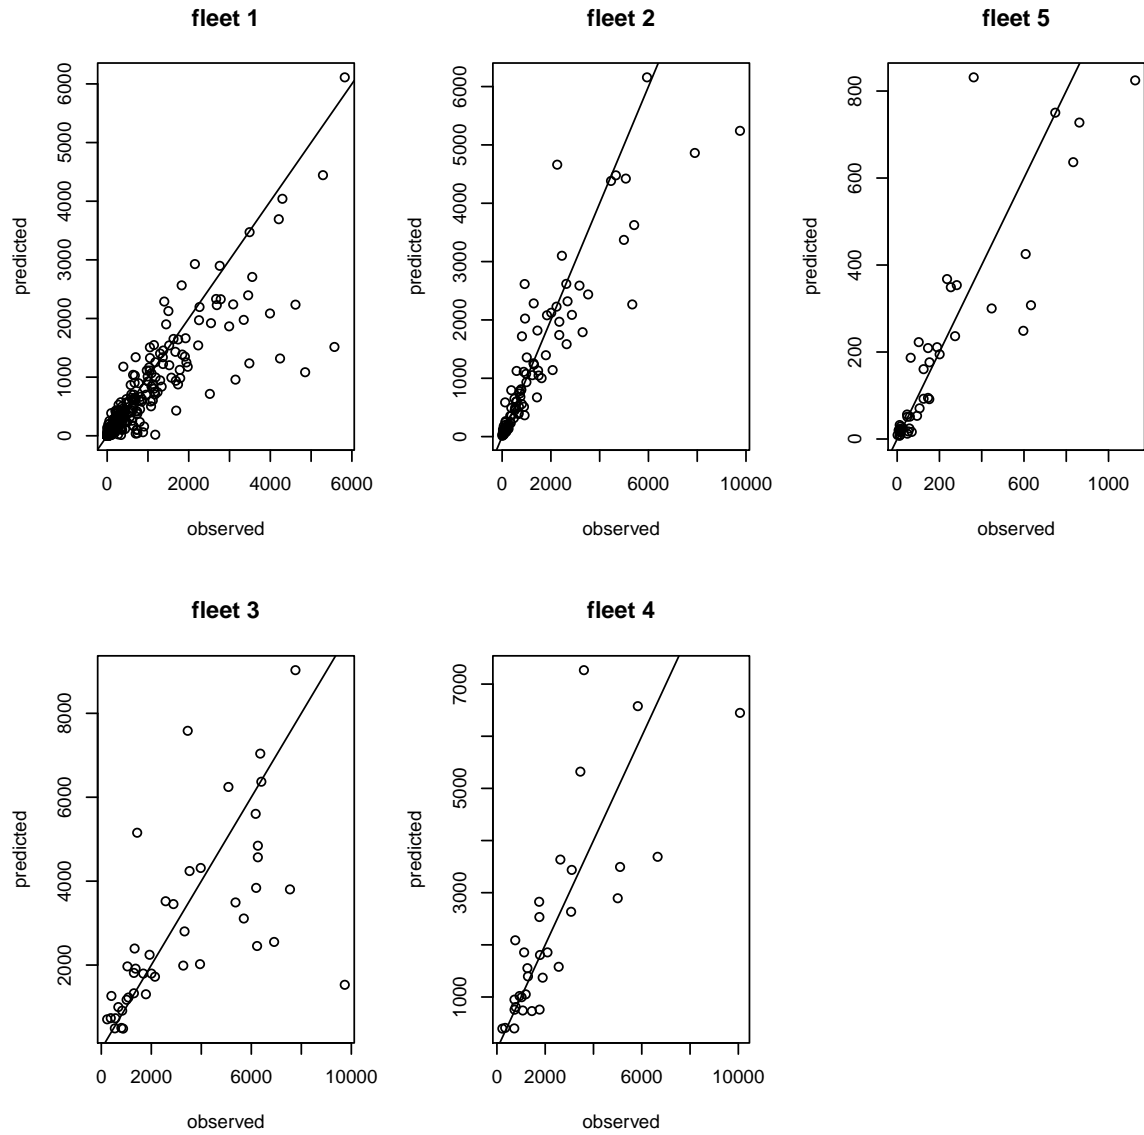 fleet 1
fleet 2
fleet 5
predicted
0 1000 2000 3000 4000 5000 6000
0 2000 4000 6000
observed
predicted
0 1000 2000 3000 4000 5000 6000
0 2000 6000 10000
observed
predicted
0 200 400 600 800
0 200 600 1000
observed
fleet 3
fleet 4
predicted
2000 4000 6000 8000
0 2000 6000 10000
observed
predicted
1000 3000 5000 7000
0 2000 6000 10000
observed